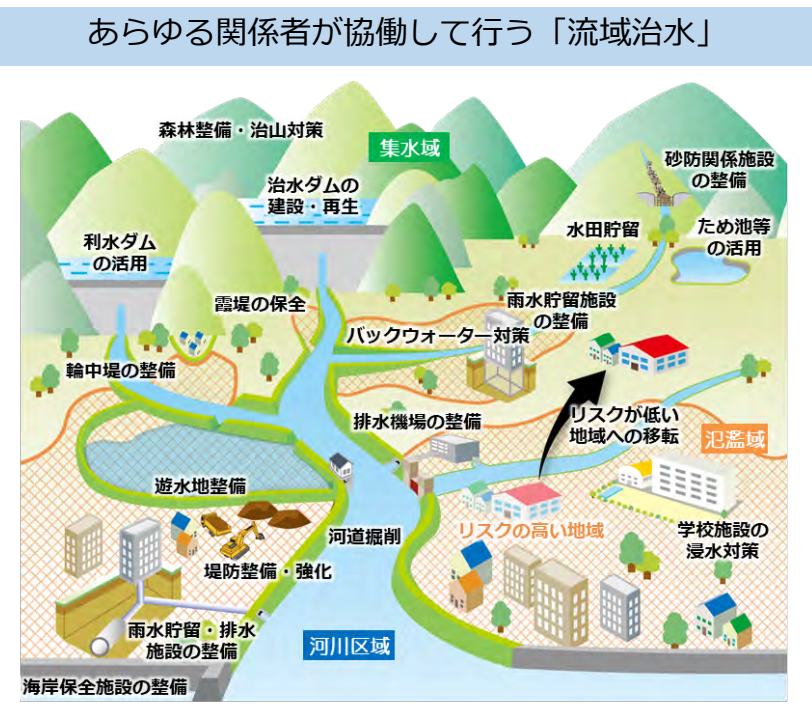 あらゆる関係者が協働して行う「流域治水」
森林整備・治山対策
集水域
砂防関係施設
の整備
治水ダムの
建設・再生
水田貯留
ため池等
の活用
利水ダム
の活用
霞堤の保全
雨水貯留施設
の整備
バックウォーター対策
輪中堤の整備
排水機場の整備
リスクが低い
地域への移転
氾濫域
遊水地整備
リスクの高い地域
学校施設の
浸水対策
河道掘削
堤防整備・強化
雨水貯留・排水
施設の整備
河川区域
海岸保全施設の整備